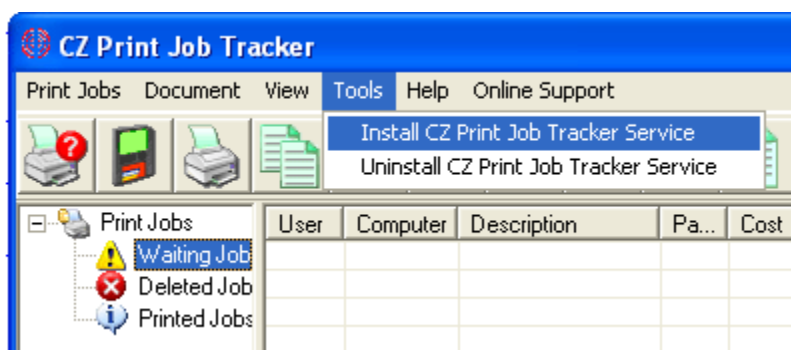 CZ Print Job Tracker
Print Jobs Document View Tools Help Online Support
Install CZ Print Job Tracker Service
Uninstall CZ Print Job Tracker Service
Print Jobs
Waiting Job
Deleted Job
Printed Jobs
User Computer Description Pa... Cost